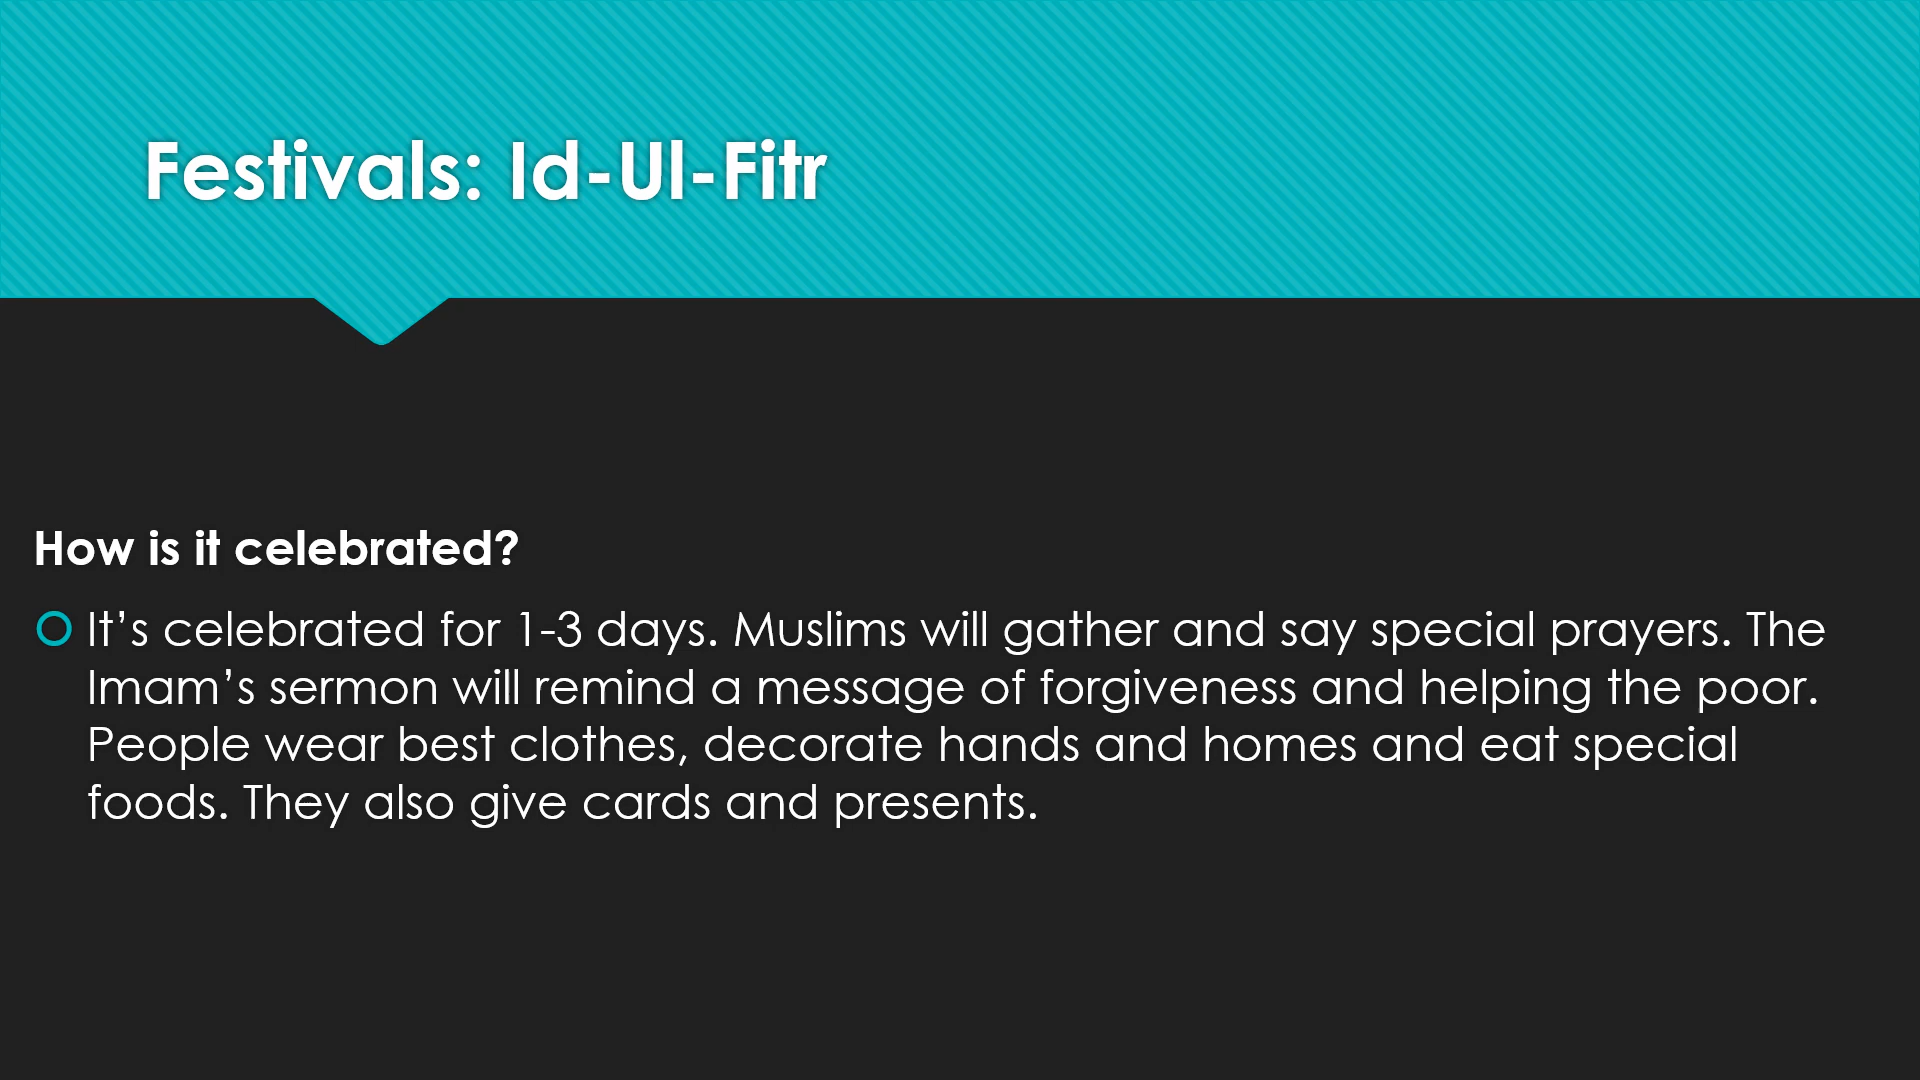 Festivals: Id-Ul-Fitr
How is it celebrated?
It’s celebrated for 1-3 days. Muslims will gather and say special prayers. The
Imam’s sermon will remind a message of forgiveness and helping the poor.
People wear best clothes, decorate hands and homes and eat special
foods. They also give cards and presents.